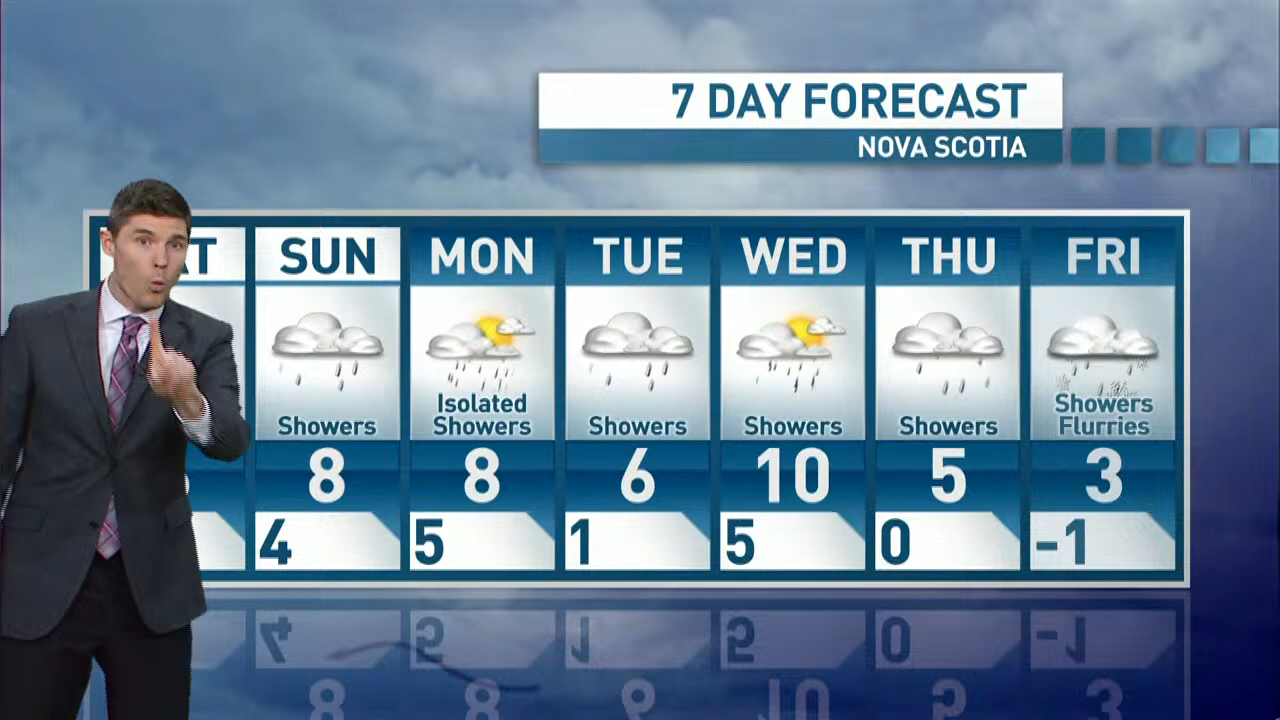 7 DAY FORECAST
NOVA SCOTIA
SUN MON TUE WED THU FRI
Isolated Showers
Showers Showers Showers Showers Showers Flurries
8 8 6 10 5 3
4 5 1 5 0 -1